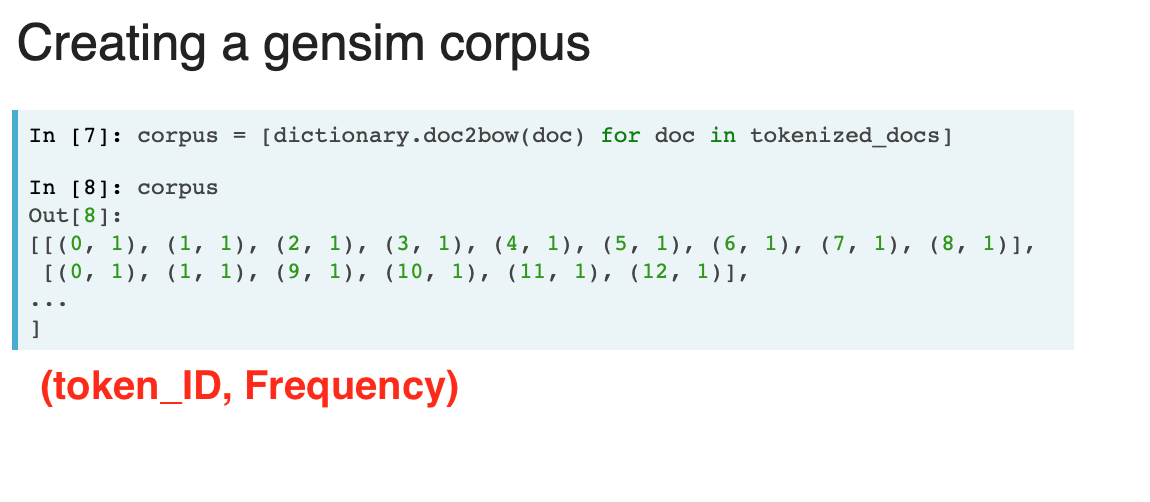 Creating a gensim corpus
In [7]: corpus = [dictionary.doc2bow(doc) for doc in tokenized_docs]
In [8]: corpus
Out[8]:
[[(0, 1), (1, 1), (2, 1), (3, 1), (4, 1), (5, 1), (6, 1), (7, 1), (8, 1)],
[(0, 1), (1, 1), (9, 1), (10, 1), (11, 1), (12, 1)],
...
]
(token_ID, Frequency)